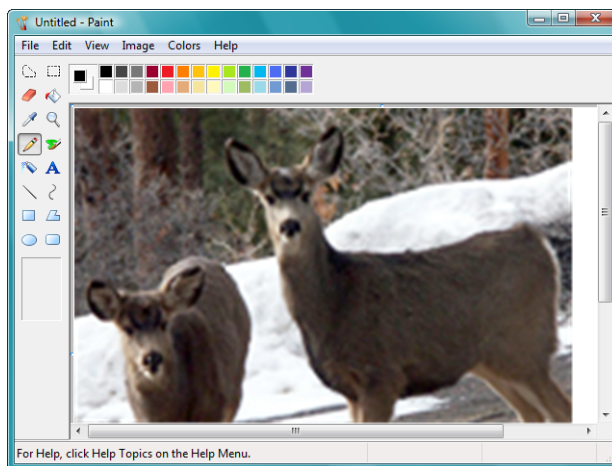 Untitled - Paint
File Edit View Image Colors Help
A
For Help, click Help Topics on the Help Menu.